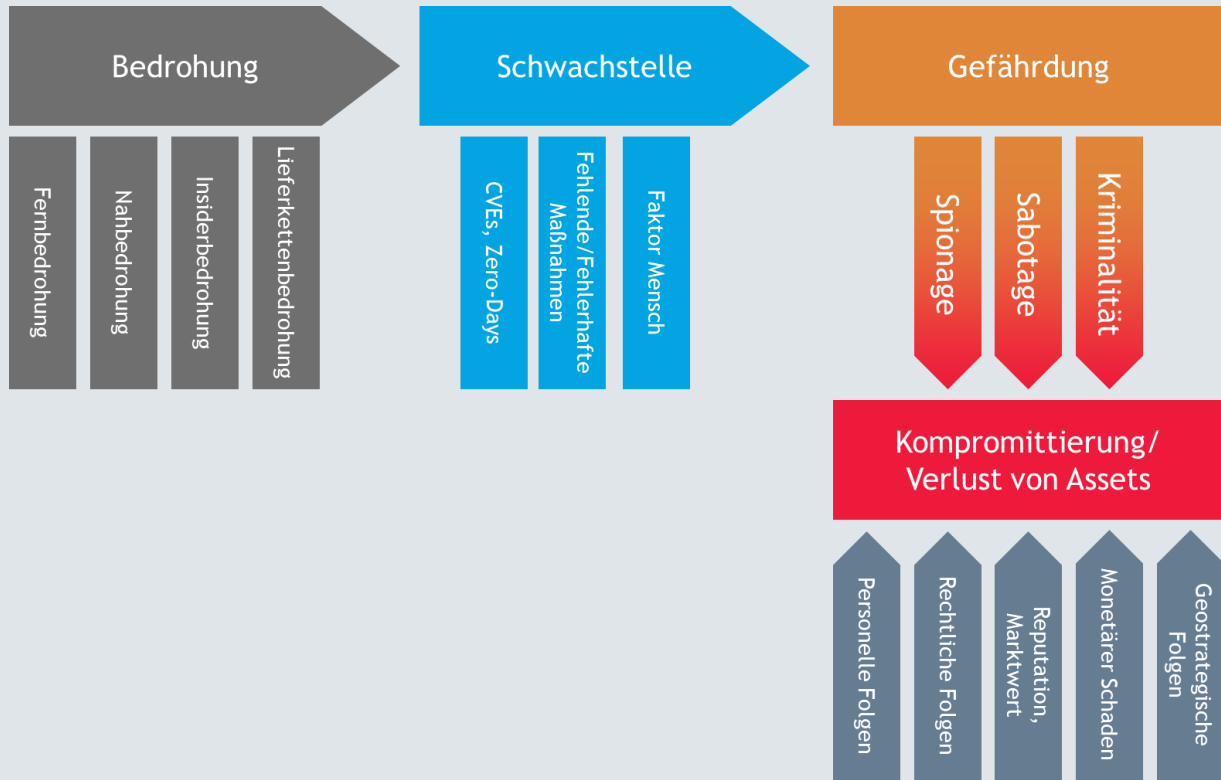 Bedrohung
Schwachstelle
Gefährdung
Fernbedrohung
Nahbedrohung
Insiderbedrohung
Lieferkettenbedrohung
CVEs, Zero-Days
Fehlende/Fehlerhafte
Maßnahmen
Faktor Mensch
Spionage
Sabotage
Kriminalität
Kompromittierung/
Verlust von Assets
Personelle Folgen
Rechtliche Folgen
Reputation,
Marktwert
Monetärer Schaden
Geostrategische
Folgen